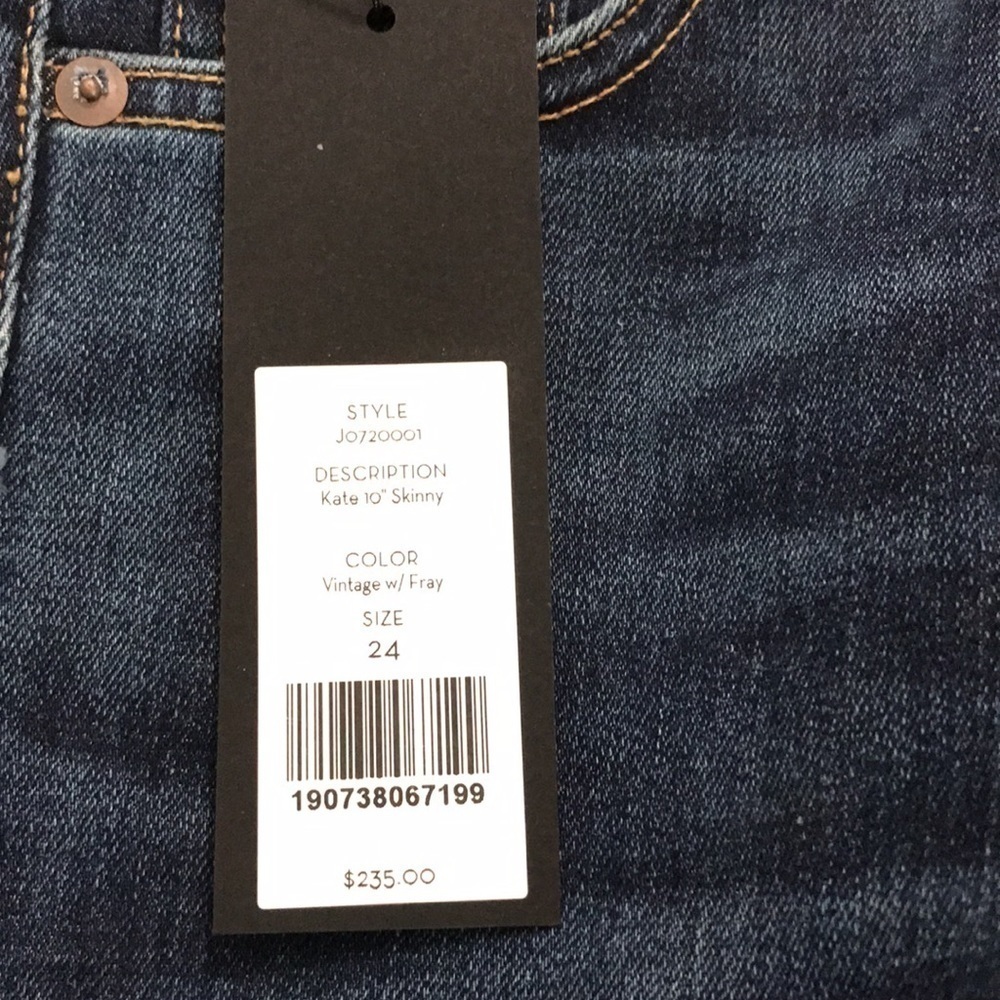 STYLE
J0720001
DESCRIPTION
Kate 10" Skinny
COLOR
Vintage w/ Fray
SIZE
24
190738067199
$235.00